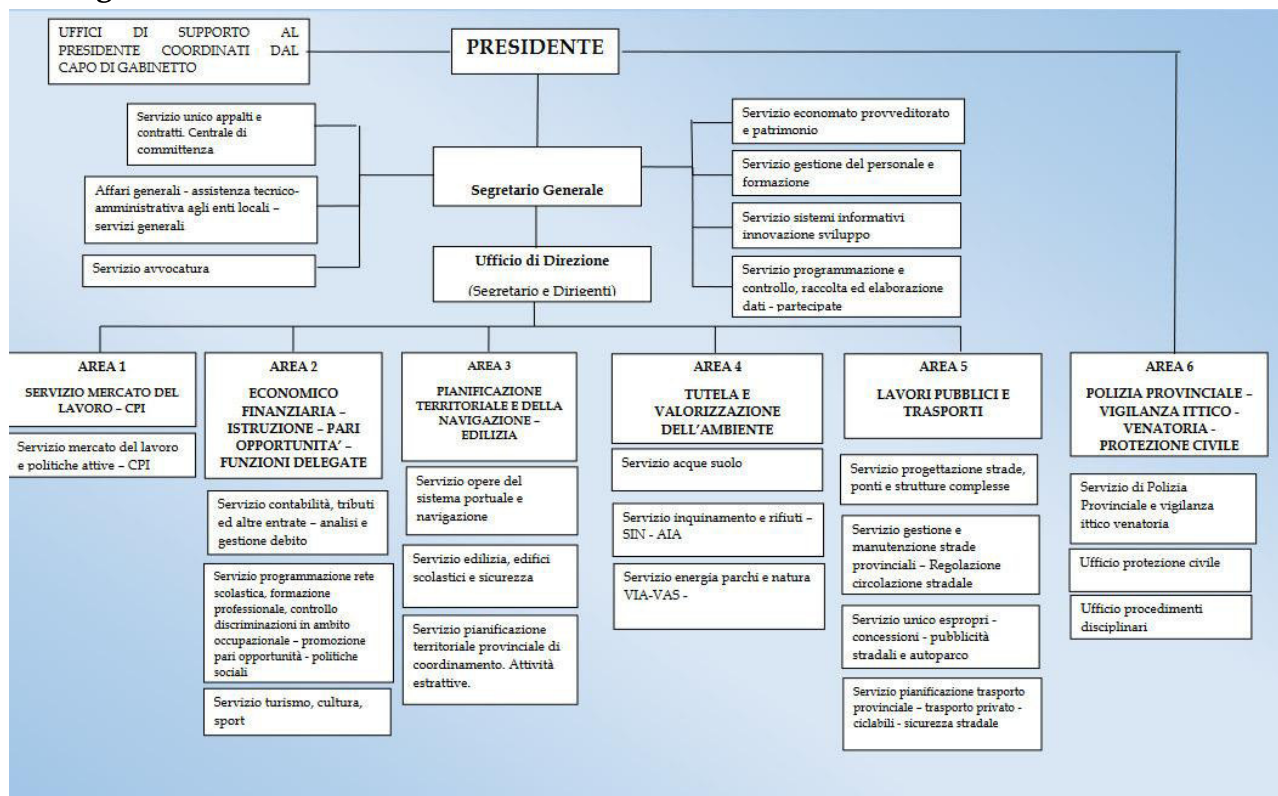 UFFICI DI SUPPORTO AL
PRESIDENTE COORDINATI DAL
CAPO DI GABINETTO
PRESIDENTE
Servizio unico appalti e
contratti. Centrale di
committenza
Affari generali - assistenza tecnico-
amministrativa agli enti locali –
servizi generali
Servizio avvocatura
Segretario Generale
Ufficio di Direzione
(Segretario e Dirigenti)
Servizio economato provveditorato
e patrimonio
Servizio gestione del personale e
formazione
Servizio sistemi informativi
innovazione sviluppo
Servizio programmazione e
controllo, raccolta ed elaborazione
dati - partecipate
AREA 1
SERVIZIO MERCATO DEL
LAVORO – CPI
Servizio mercato del lavoro
e politiche attive – CPI
AREA 2
ECONOMICO
FINANZIARIA –
ISTRUZIONE – PARI
OPPORTUNITA’ –
FUNZIONI DELEGATE
Servizio contabilità, tributi
ed altre entrate – analisi e
gestione debito
Servizio programmazione rete
scolastica, formazione
professionale, controllo
discriminazioni in ambito
occupazionale – promozione
pari opportunità - politiche
sociali
Servizio turismo, cultura,
sport
AREA 3
PIANIFICAZIONE
TERRITORIALE E DELLA
NAVIGAZIONE –
EDILIZIA
Servizio opere del
sistema portuale e
navigazione
Servizio edilizia, edifici
scolastici e sicurezza
Servizio pianificazione
territoriale provinciale di
coordinamento. Attività
estrattive.
AREA 4
TUTELA E
VALORIZZAZIONE
DELL’AMBIENTE
Servizio acque suolo
Servizio inquinamento e rifiuti –
SIN - AIA
Servizio energia parchi e natura
VIA-VAS -
AREA 5
LAVORI PUBBLICI E
TRASPORTI
Servizio progettazione strade,
ponti e strutture complesse
Servizio gestione e
manutenzione strade
provinciali – Regolazione
circolazione stradale
Servizio unico espropri -
concessioni - pubblicità
stradali e autoparco
Servizio pianificazione trasporto
provinciale – trasporto privato -
ciclabili - sicurezza stradale
AREA 6
POLIZIA PROVINCIALE –
VIGILANZA ITTICO -
VENATORIA -
PROTEZIONE CIVILE
Servizio di Polizia
Provinciale e vigilanza
ittico venatoria
Ufficio protezione civile
Ufficio procedimenti
disciplinari